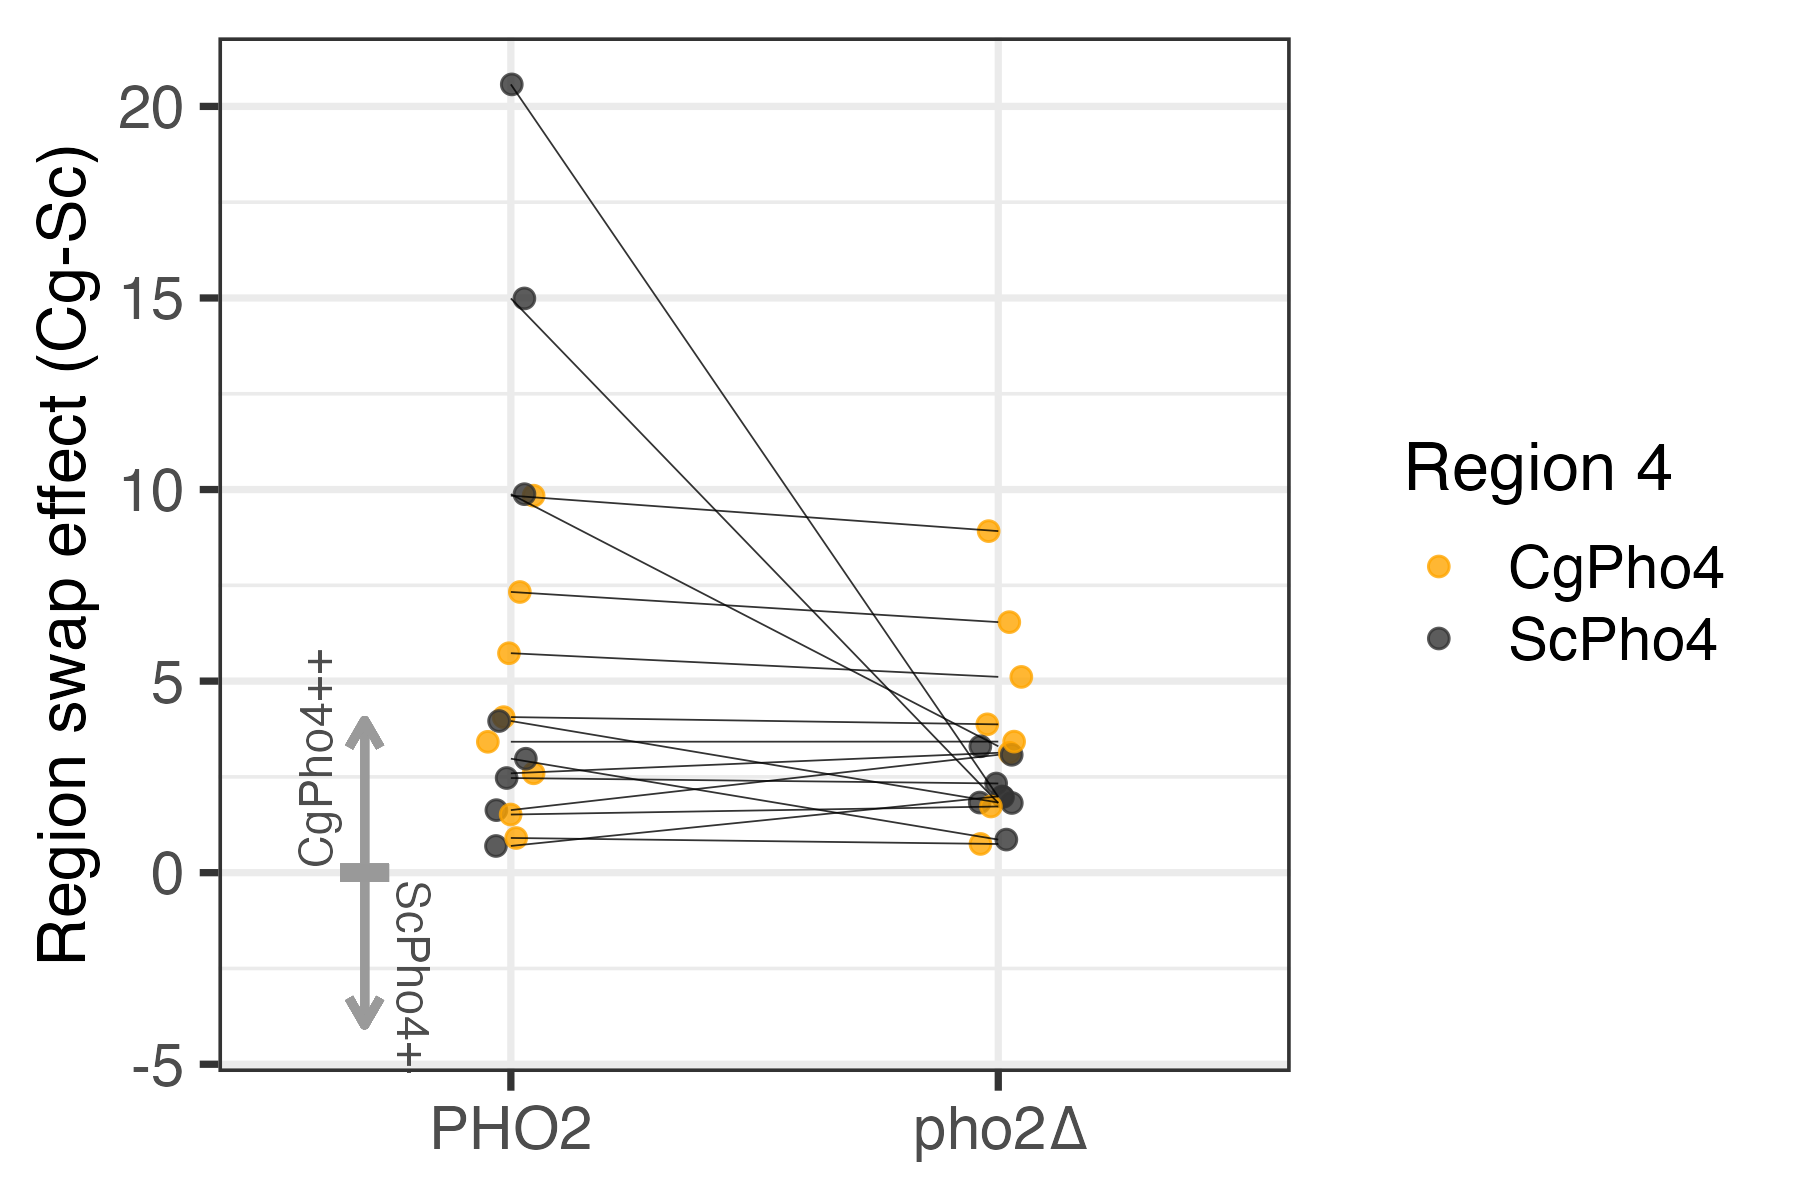 Region swap effect (Cg-Sc)
20
15
10
5
0
-5
CgPho4++
ScPho4+
PHO2
pho2Δ
Region 4
CgPho4
ScPho4